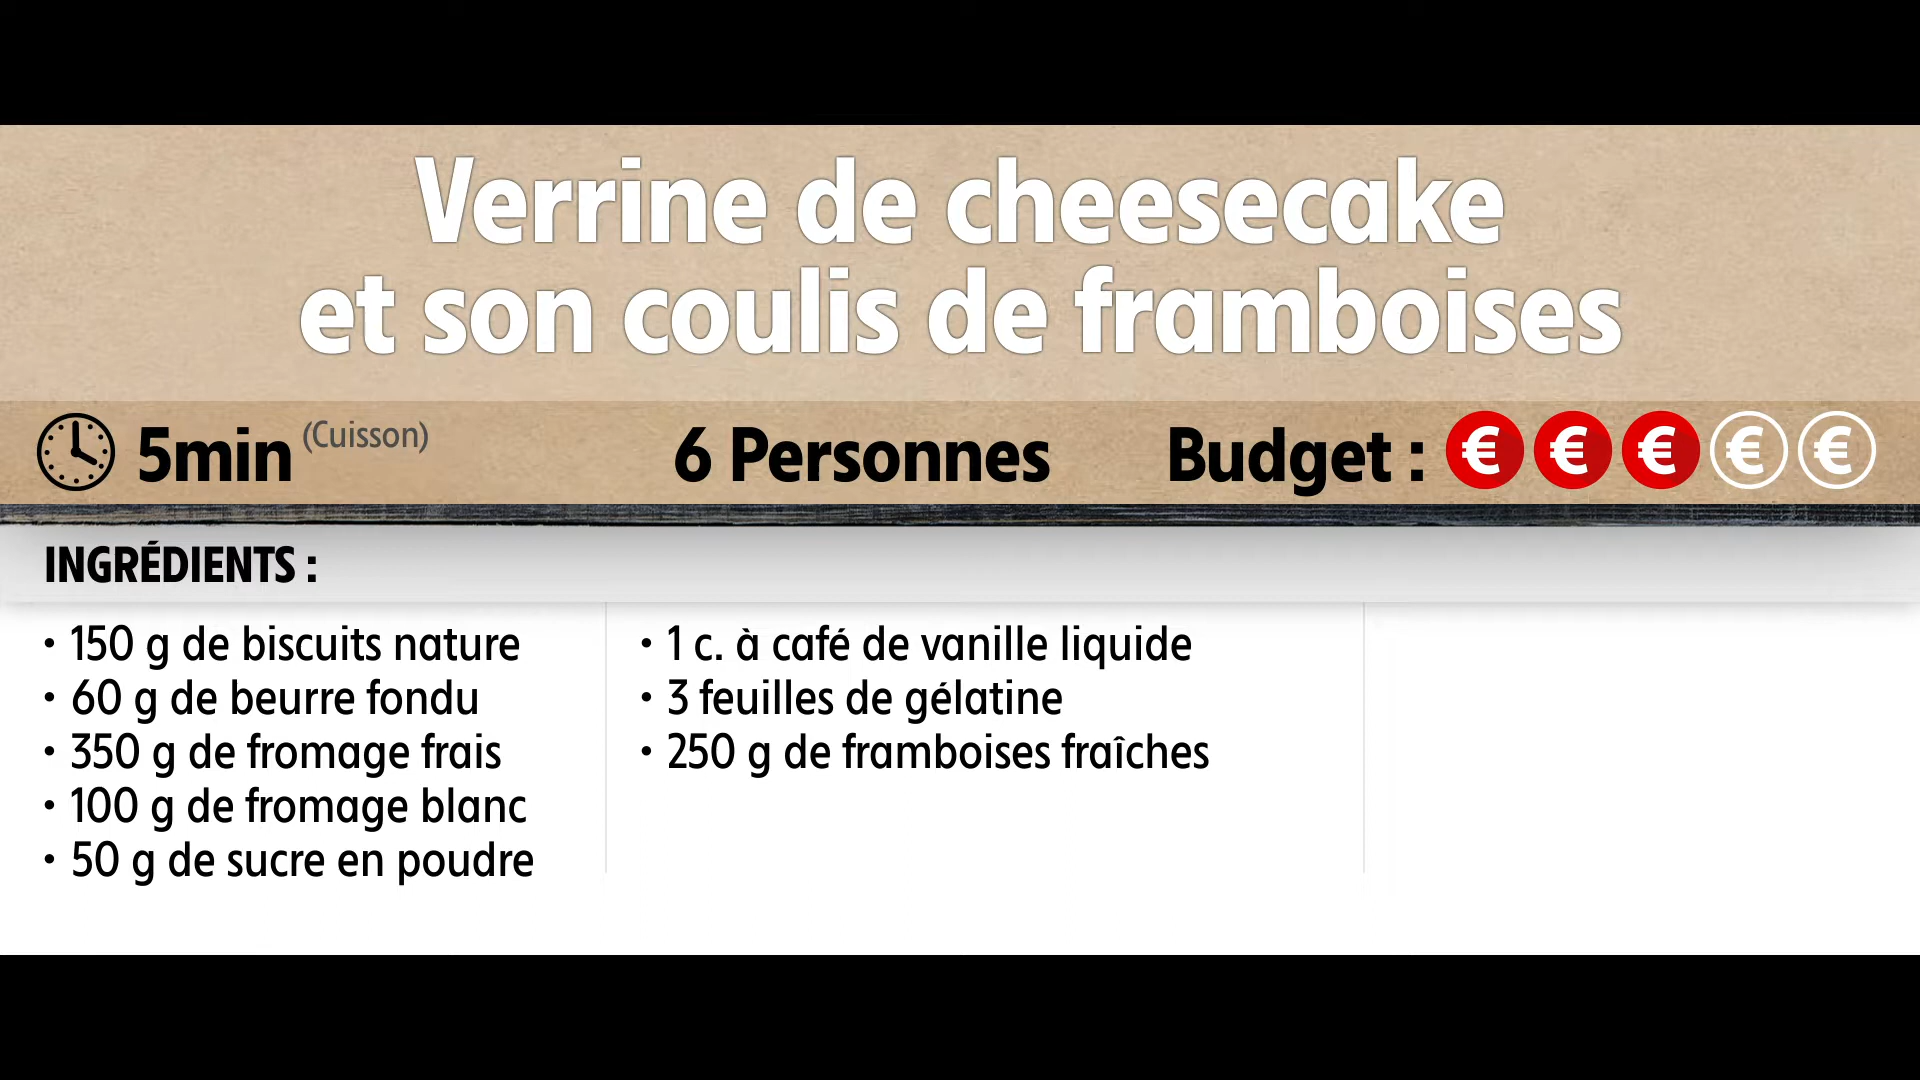 Verrine de cheesecake
et son coulis de framboises
5min (Cuisson)
6 Personnes
Budget : € € € € €
INGRÉDIENTS :
• 150 g de biscuits nature
• 60 g de beurre fondu
• 350 g de fromage frais
• 100 g de fromage blanc
• 50 g de sucre en poudre
• 1 c. à café de vanille liquide
• 3 feuilles de gélatine
• 250 g de framboises fraîches